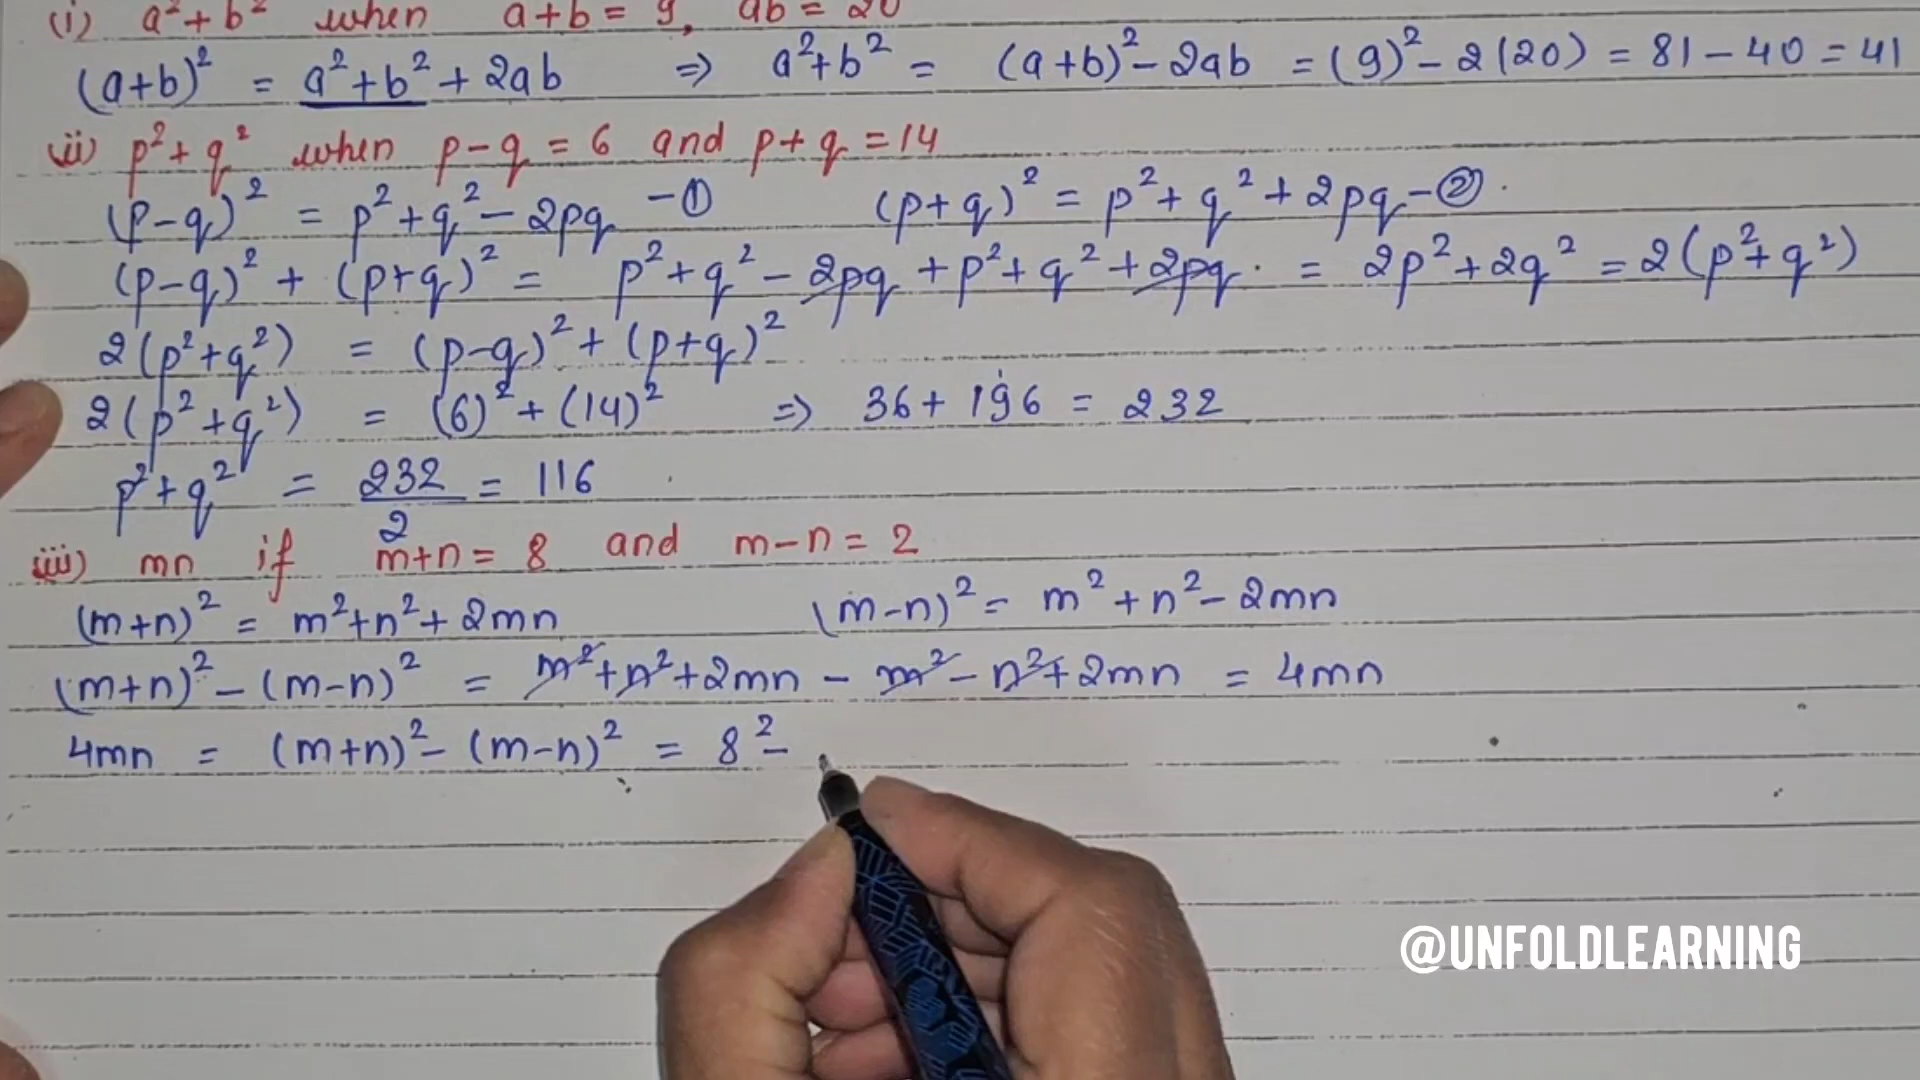 (i) a²+b² when a+b = 9, ab = 20
(a+b)² = a²+b²+2ab ⇒ a²+b² = (a+b)²-2ab = (9)²-2(20) = 81-40 = 41
(ii) p²+q² when p-q = 6 and p+q = 14
(p-q)² = p²+q²-2pq -① (p+q)² = p²+q²+2pq-②.
(p-q)²+(p+q)² = p²+q²-2pq+p²+q²+2pq. = 2p²+2q² = 2(p²+q²)
2(p²+q²) = (p-q)²+(p+q)²
2(p²+q²) = (6)²+(14)² ⇒ 36+196 = 232
p²+q² = 232/2 = 116
(iii) mn if m+n = 8 and m-n = 2
(m+n)² = m²+n²+2mn (m-n)² = m²+n²-2mn
(m+n)²-(m-n)² = m²+n²+2mn - m²-n²+2mn = 4mn
4mn = (m+n)²-(m-n)² = 8²-
@UNFOLDLEARNING